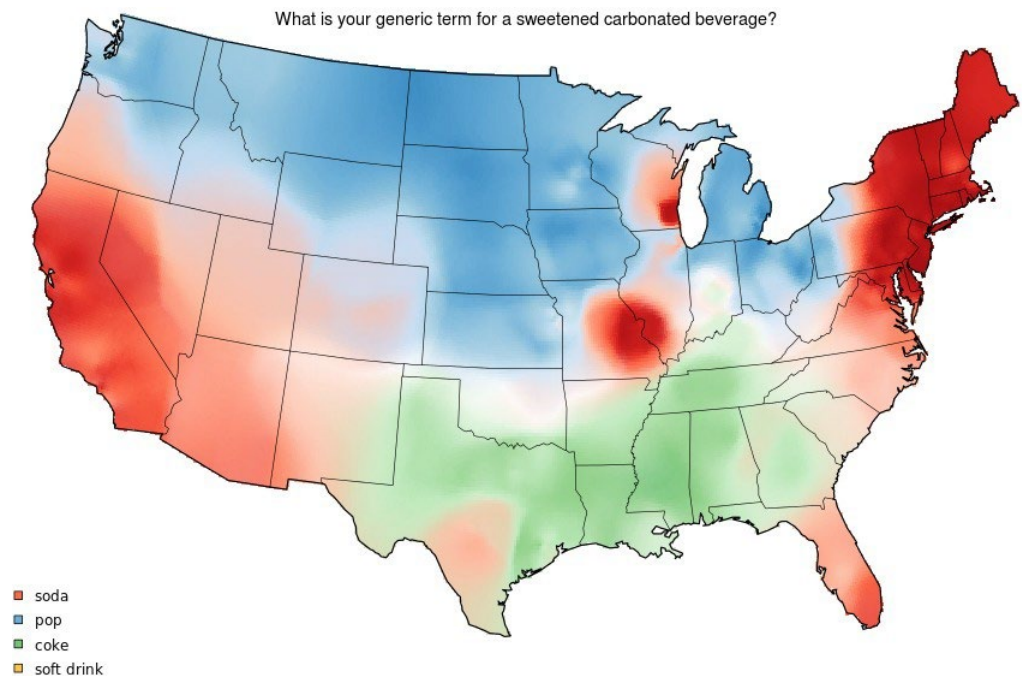 What is your generic term for a sweetened carbonated beverage?
soda
pop
coke
soft drink